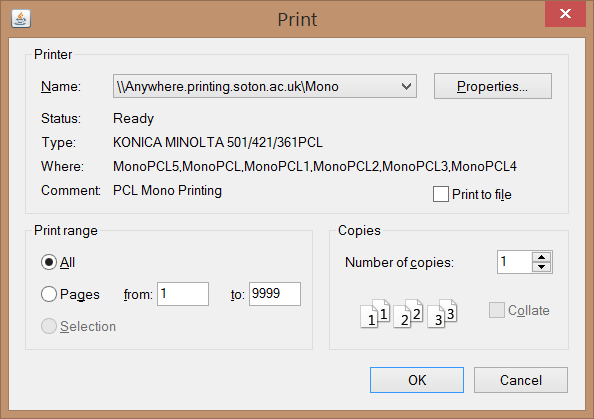 Print
Printer
Name: \\Anywhere.printing.soton.ac.uk\Mono Properties...
Status: Ready
Type: KONICA MINOLTA 501/421/361PCL
Where: MonoPCL5,MonoPCL,MonoPCL1,MonoPCL2,MonoPCL3,MonoPCL4
Comment: PCL Mono Printing
Print to file
Print range
All
Pages from: 1 to: 9999
Selection
Copies
Number of copies: 1
1 1 2 2 3 3 Collate
OK Cancel